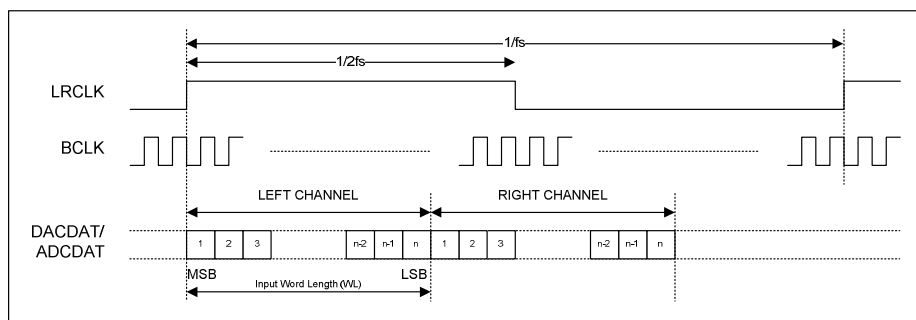 1/fs
1/2fs
LRCLK
BCLK
LEFT CHANNEL RIGHT CHANNEL
DACDAT/
ADCDAT
1 2 3 n-2 n-1 n 1 2 3 n-2 n-1 n
MSB LSB
Input Word Length (WL)